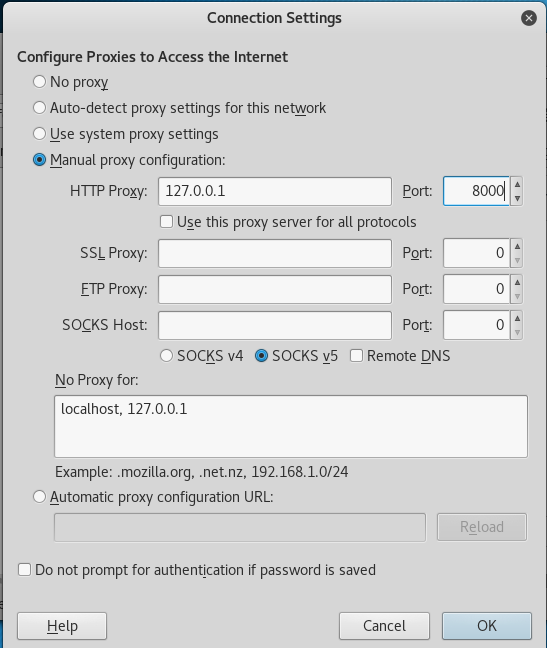 Connection Settings
Configure Proxies to Access the Internet
No proxy
Auto-detect proxy settings for this network
Use system proxy settings
Manual proxy configuration:
HTTP Proxy: 127.0.0.1 Port: 8000
Use this proxy server for all protocols
SSL Proxy: Port: 0
FTP Proxy: Port: 0
SOCKS Host: Port: 0
SOCKS v4 SOCKS v5 Remote DNS
No Proxy for:
localhost, 127.0.0.1
Example: .mozilla.org, .net.nz, 192.168.1.0/24
Automatic proxy configuration URL:
Reload
Do not prompt for authentication if password is saved
Help Cancel OK